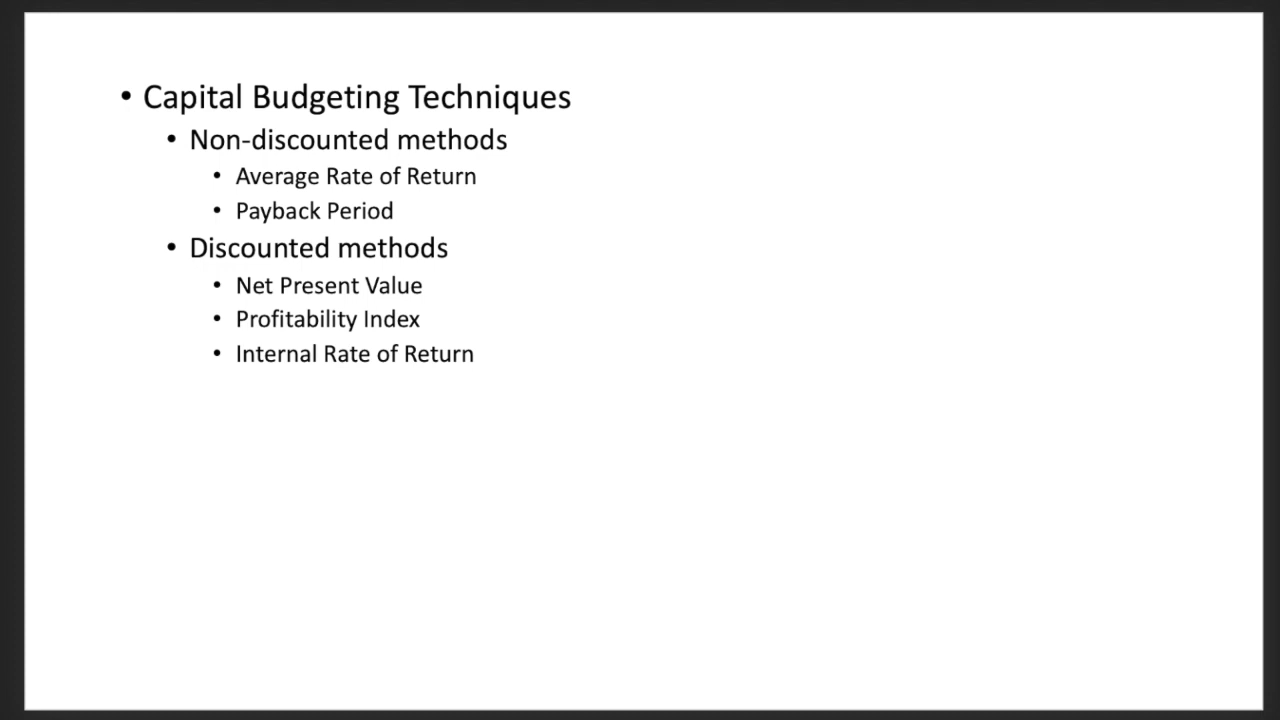 • Capital Budgeting Techniques
• Non-discounted methods
• Average Rate of Return
• Payback Period
• Discounted methods
• Net Present Value
• Profitability Index
• Internal Rate of Return